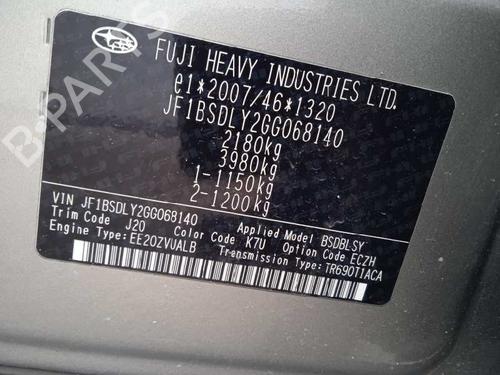 FUJI HEAVY INDUSTRIES LTD.
e1*2007/46*1320
JF1BSDLY2GG068140
2180kg
3980kg
1-1150kg
2-1200kg
VIN JF1BSDLY2GG068140 Applied Model BSDBLSY
Trim Code J20 Color Code K7U Option Code ECZH
Engine Type: EE20ZVUALB Transmission Type: TR690T1ACA
B-PARTS